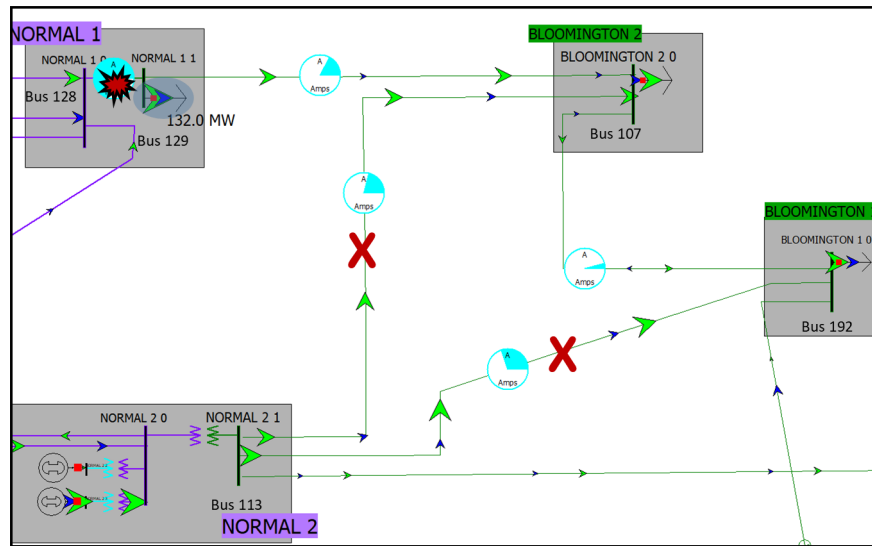 NORMAL 1
NORMAL 1 0
NORMAL 1 1
A
Bus 128
132.0 MW
Bus 129
A
Amps
BLOOMINGTON 2
BLOOMINGTON 2 0
Bus 107
A
Amps
BLOOMINGTON
BLOOMINGTON 1 0
A
Amps
Bus 192
A
Amps
NORMAL 2 0
NORMAL 2 1
Bus 113
NORMAL 2